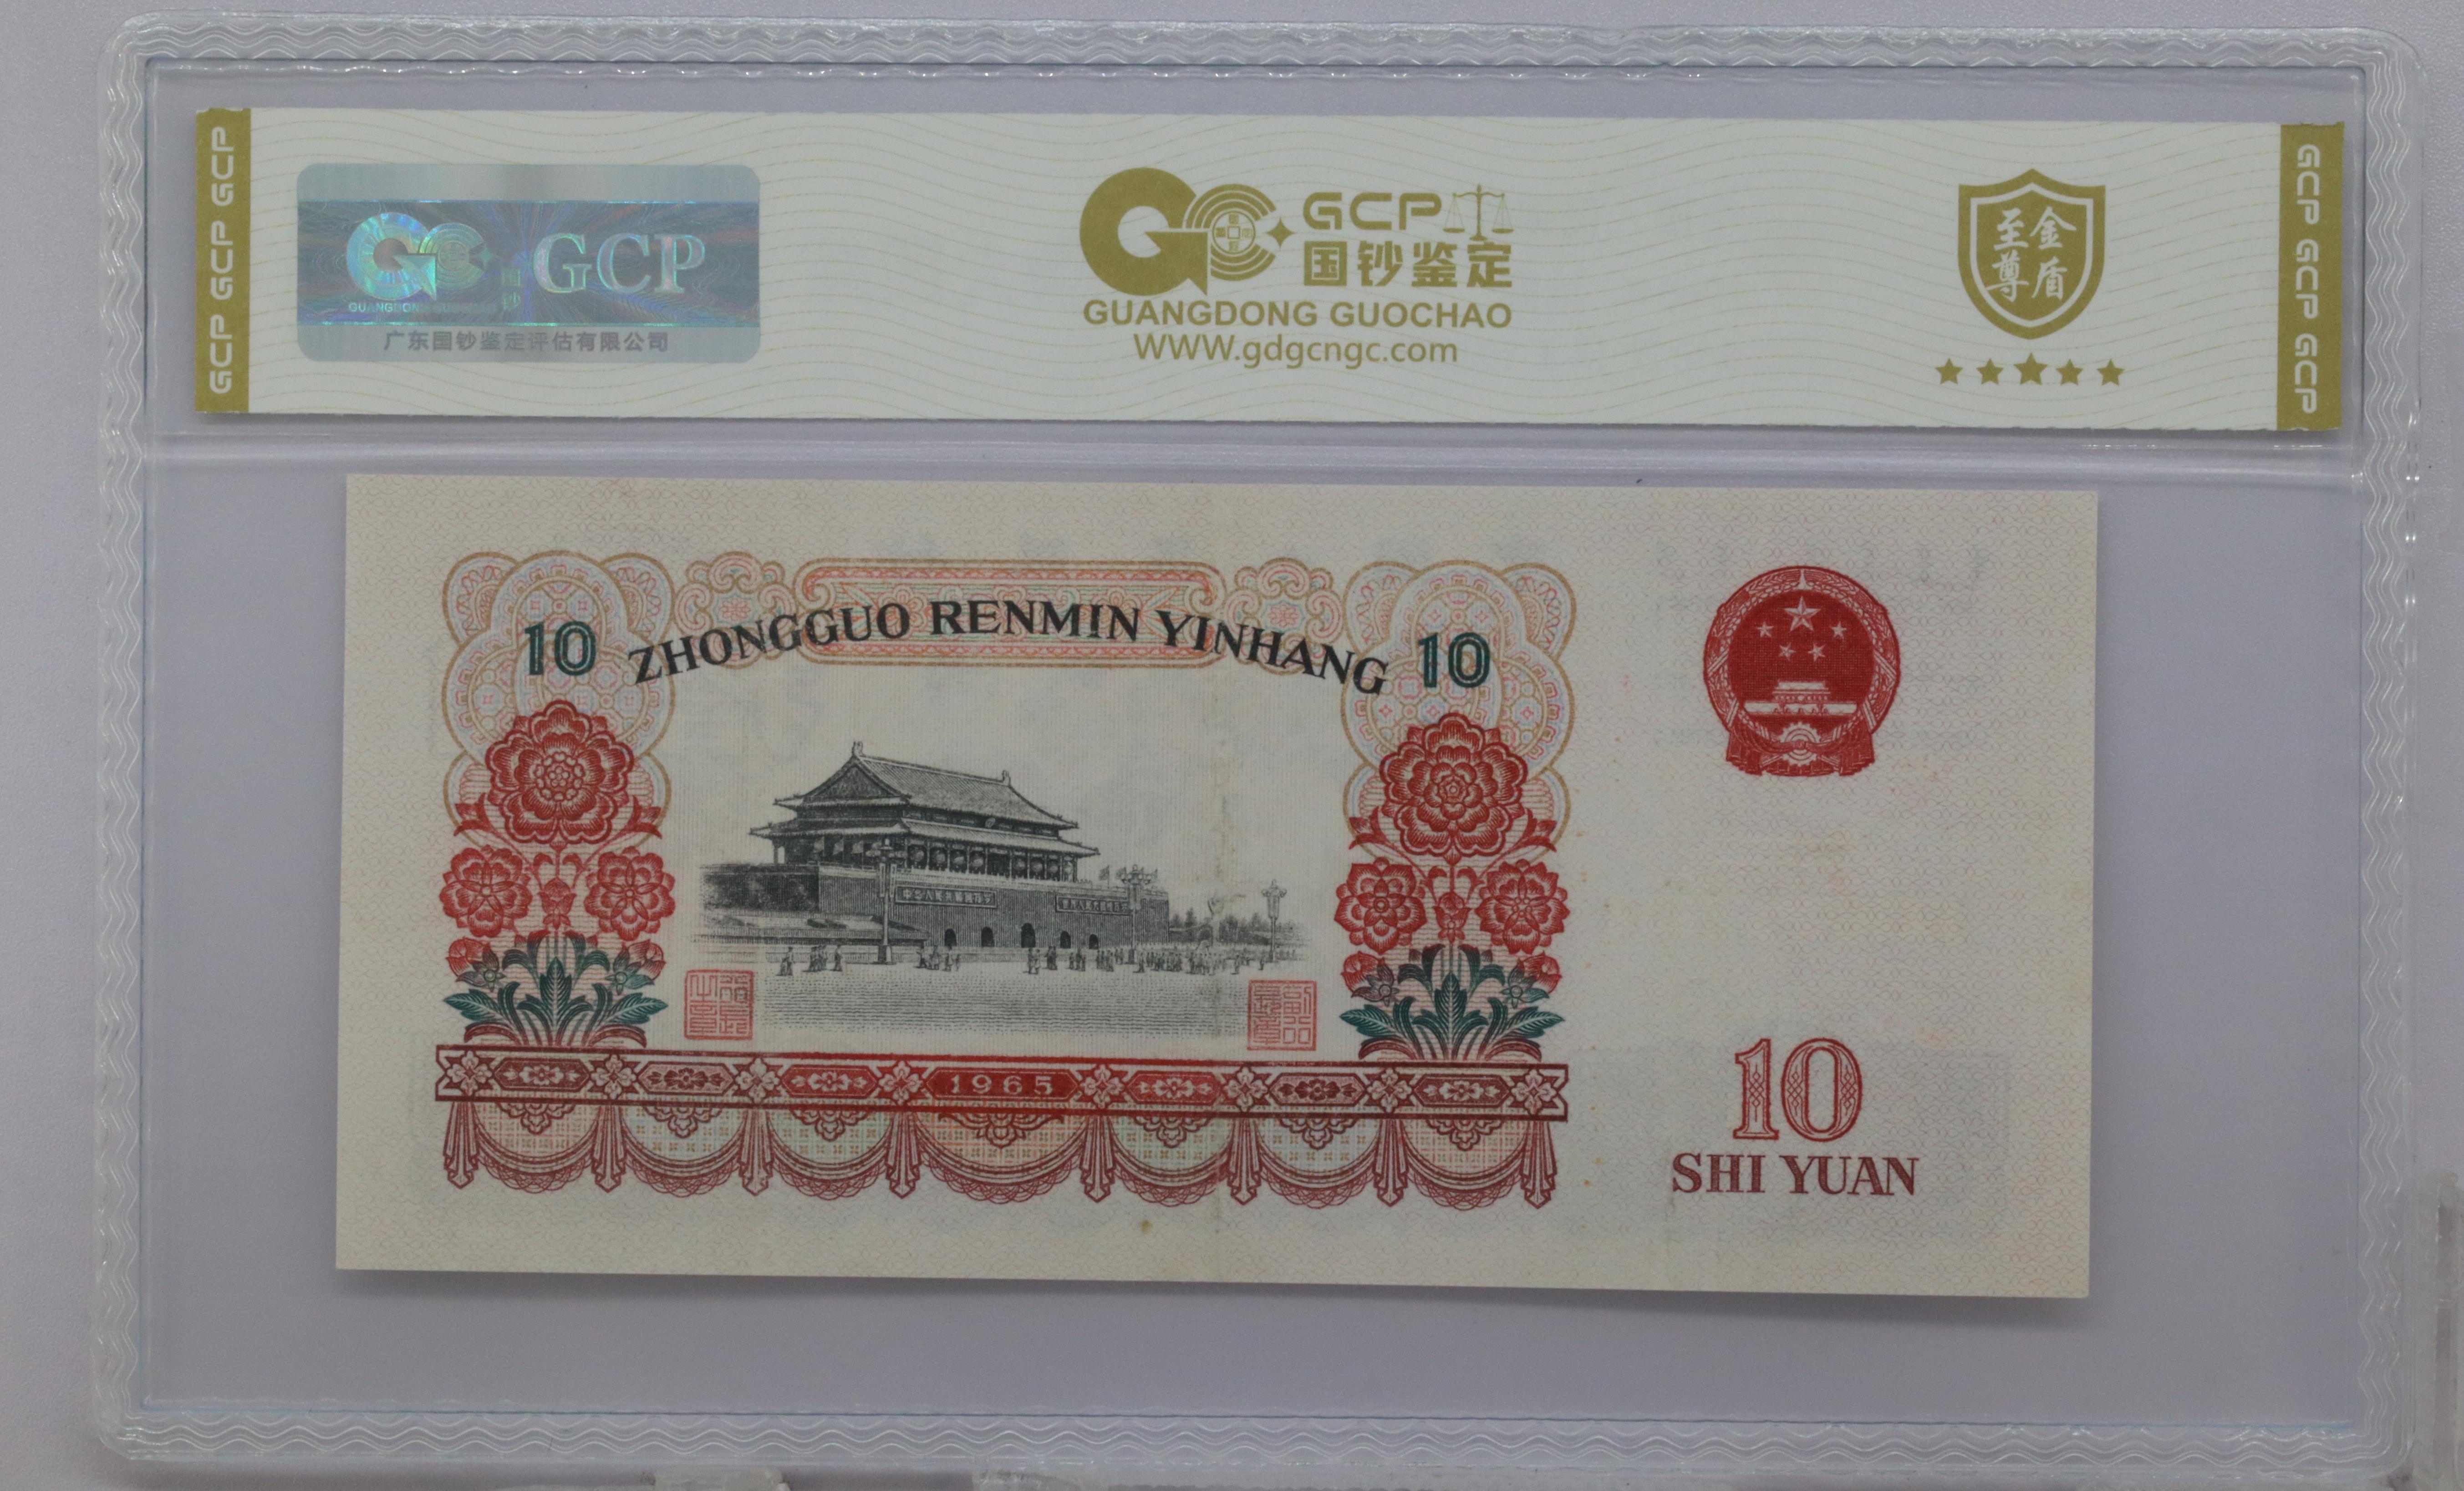 GCP GCP GCP
GCP
GUANGDONG GUOCHAO
国钞
广东国钞鉴定评估有限公司
GCP
国钞鉴定
GUANGDONG GUOCHAO
WWW.gdgcngc.com
至尊
金盾
GCP GCP GCP
10 ZHONGGUO RENMIN YINHANG 10
1965
10
SHI YUAN